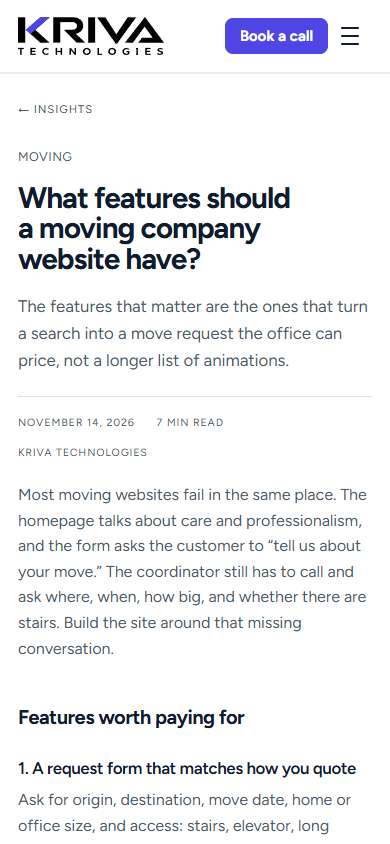 KRIVA
TECHNOLOGIES
Book a call
← INSIGHTS
MOVING
What features should
a moving company
website have?
The features that matter are the ones that turn
a search into a move request the office can
price, not a longer list of animations.
NOVEMBER 14, 2026 7 MIN READ
KRIVA TECHNOLOGIES
Most moving websites fail in the same place. The
homepage talks about care and professionalism,
and the form asks the customer to “tell us about
your move.” The coordinator still has to call and
ask where, when, how big, and whether there are
stairs. Build the site around that missing
conversation.
Features worth paying for
1. A request form that matches how you quote
Ask for origin, destination, move date, home or
office size, and access: stairs, elevator, long